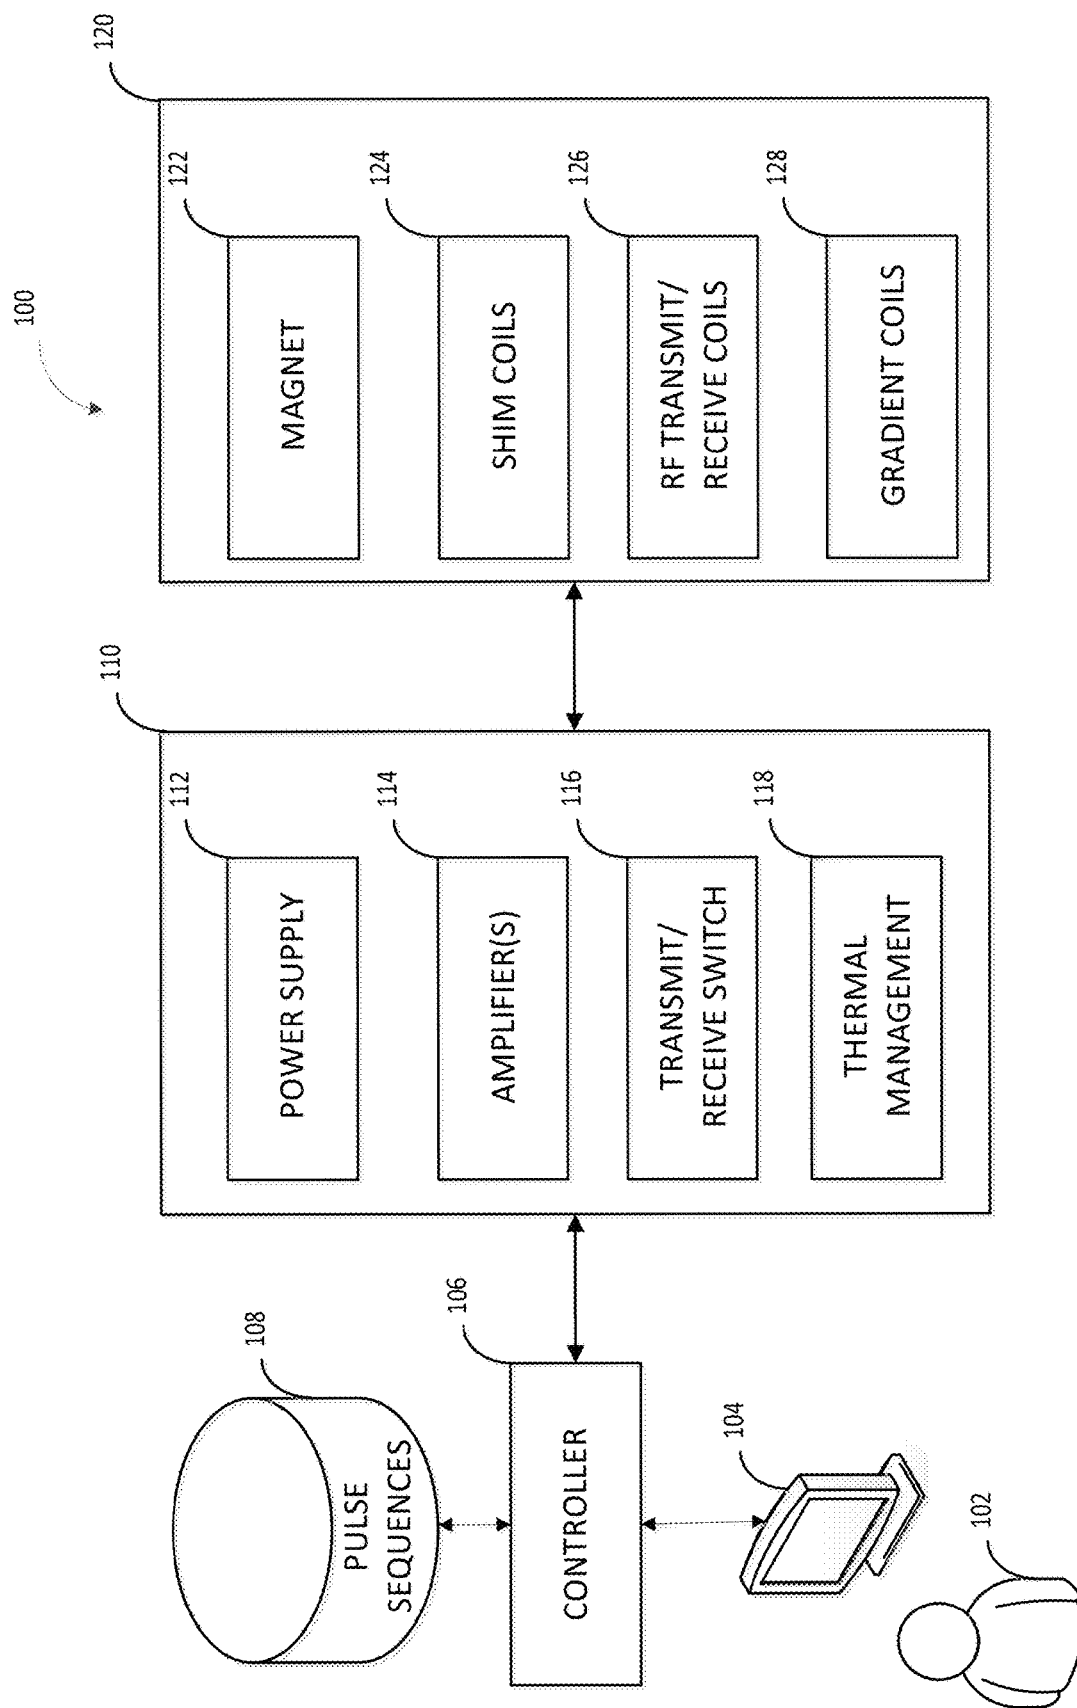 100
108
PULSE
SEQUENCES
106
CONTROLLER
104
102
110
112
POWER SUPPLY
114
AMPLIFIER(S)
116
TRANSMIT/
RECEIVE SWITCH
118
THERMAL
MANAGEMENT
120
122
MAGNET
124
SHIM COILS
126
RF TRANSMIT/
RECEIVE COILS
128
GRADIENT COILS